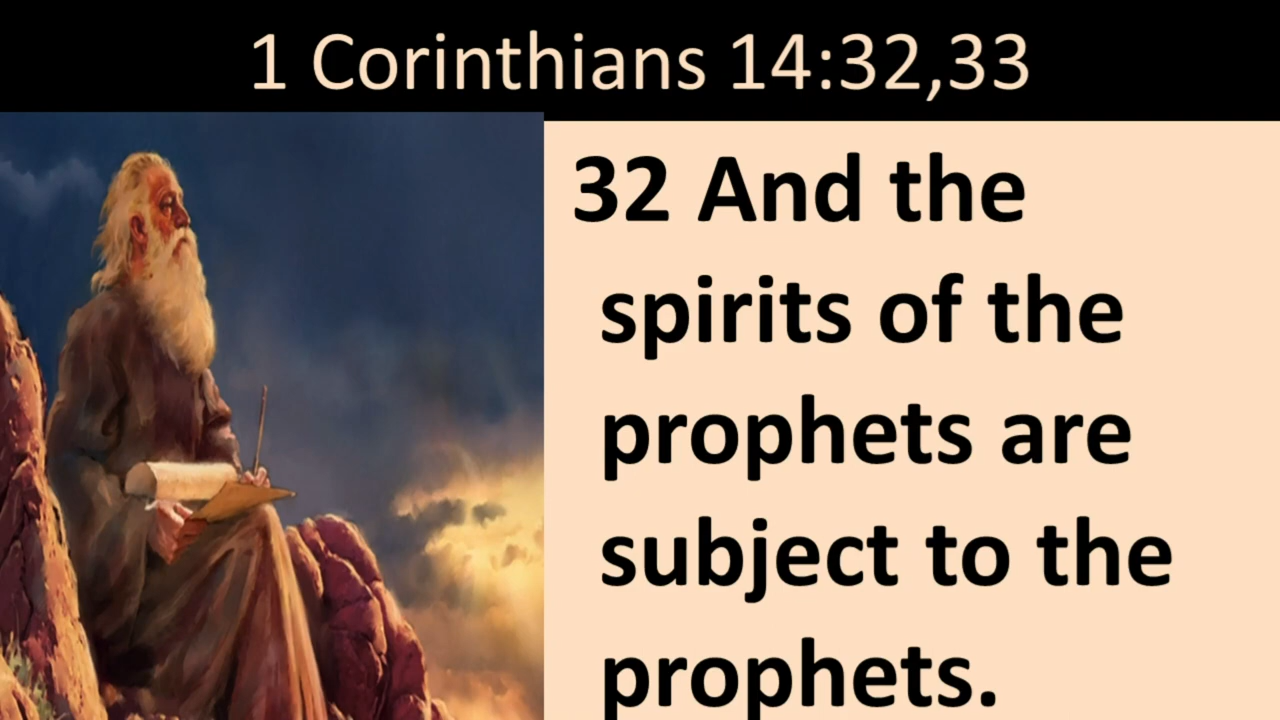 1 Corinthians 14:32,33
32 And the
spirits of the
prophets are
subject to the
prophets.